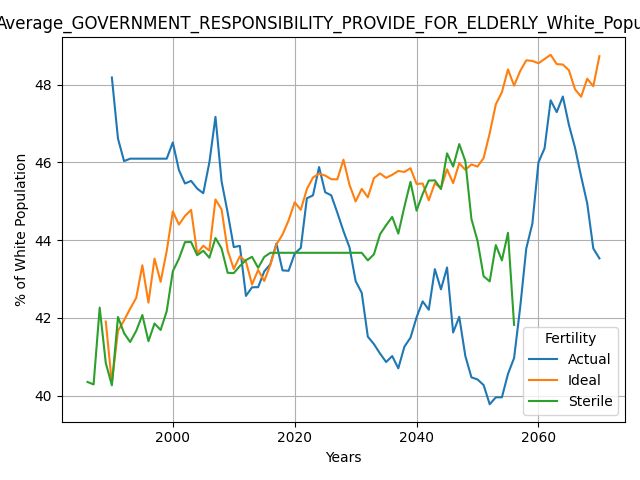 Average_GOVERNMENT_RESPONSIBILITY_PROVIDE_FOR_ELDERLY_White_Popu
% of White Population
48
46
44
42
40
2000 2020 2040 2060
Years
Fertility
Actual
Ideal
Sterile